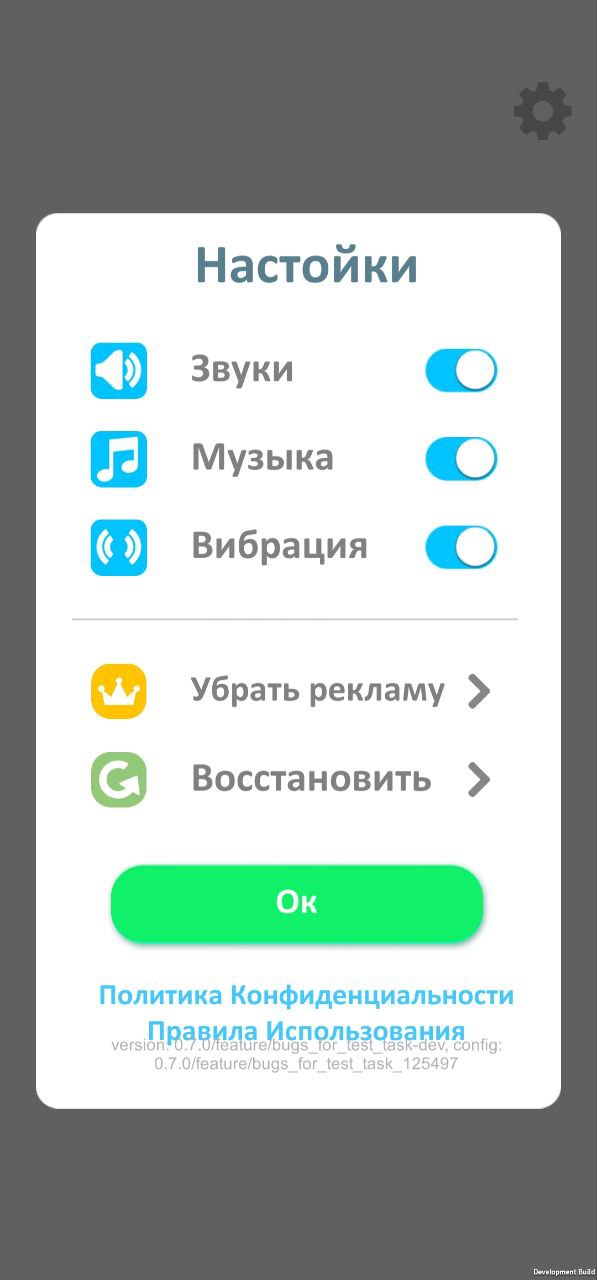 Настойки
Звуки
Музыка
Вибрация
Убрать рекламу
Восстановить
Ок
Политика Конфиденциальности
Правила Использования
version: 0.7.0/feature/bugs_for_test_task-dev, config:
0.7.0/feature/bugs_for_test_task_125497
Development Build